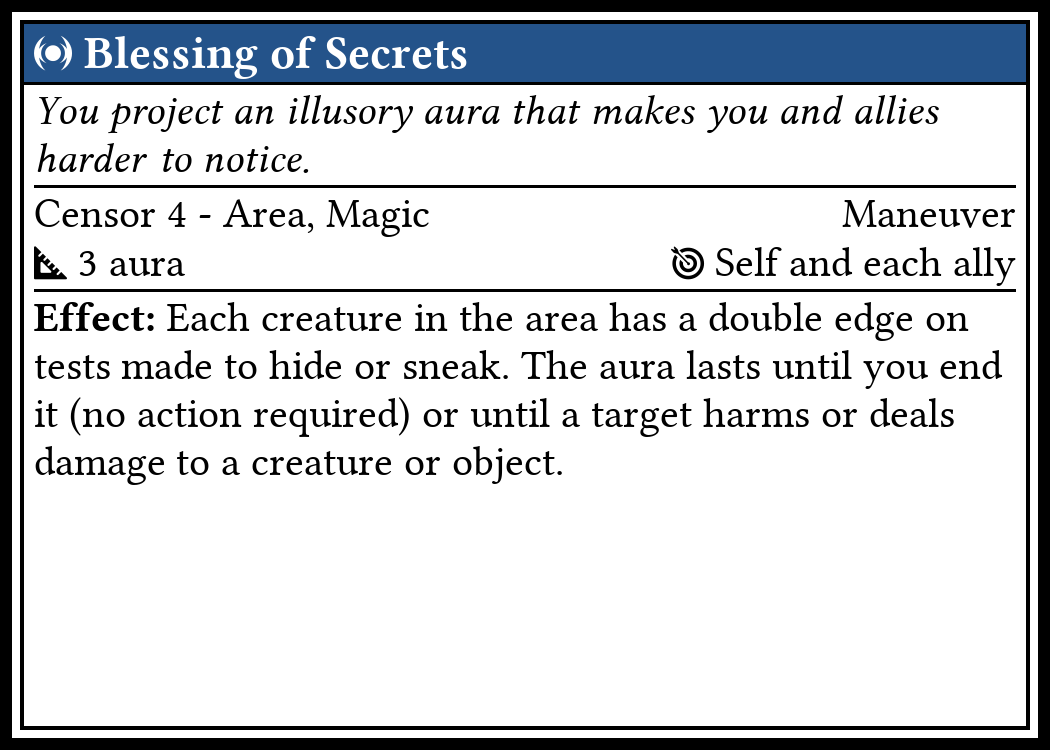 Blessing of Secrets
You project an illusory aura that makes you and allies
harder to notice.
Censor 4 - Area, Magic Maneuver
3 aura Self and each ally
Effect: Each creature in the area has a double edge on
tests made to hide or sneak. The aura lasts until you end
it (no action required) or until a target harms or deals
damage to a creature or object.